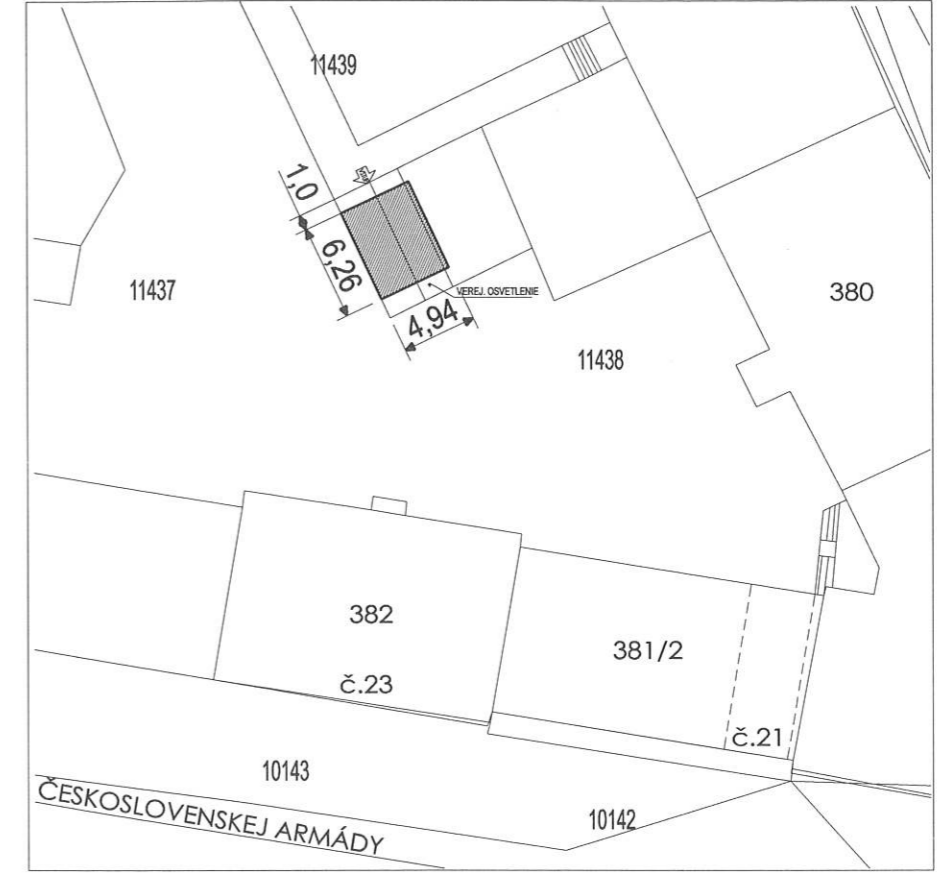 11439
1,0
6,26
11437
VEREJ. OSVETLENIE
380
4,94
11438
382
381/2
č.23
č.21
10143
ČESKOSLOVENSKEJ ARMÁDY
10142